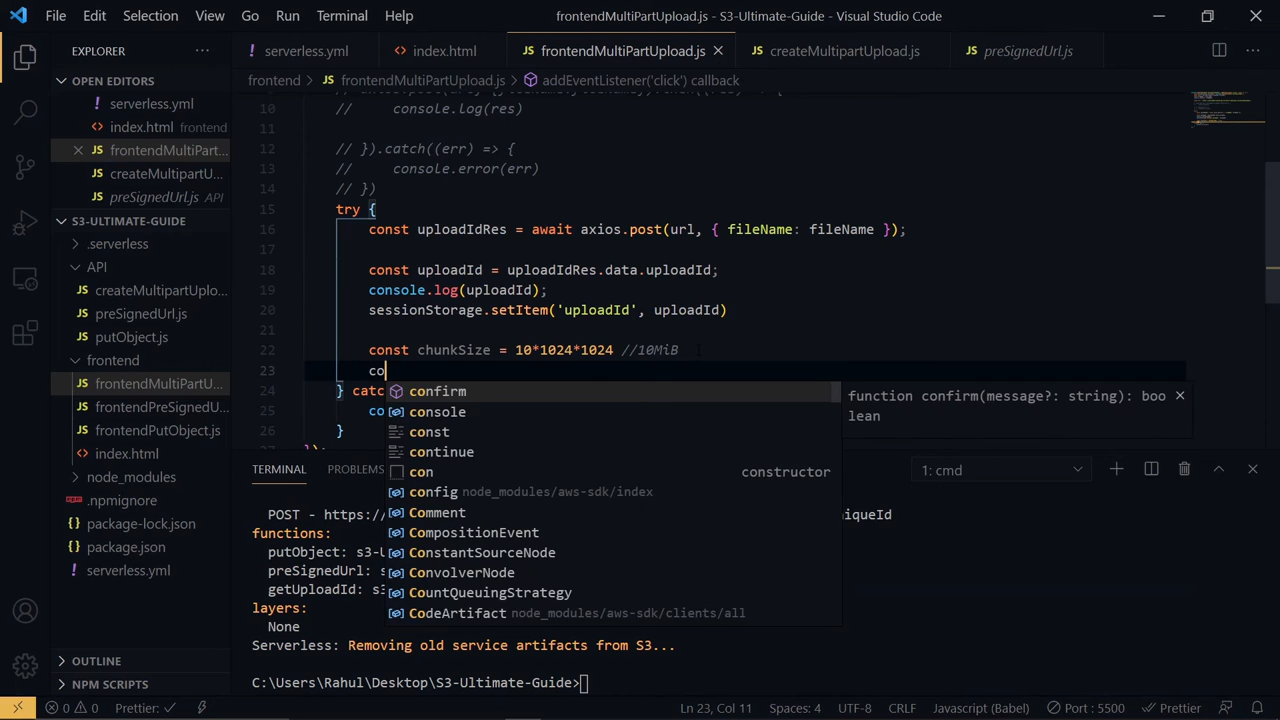 File Edit Selection View Go Run Terminal Help frontendMultiPartUpload.js - S3-Ultimate-Guide - Visual Studio Code
EXPLORER ...
OPEN EDITORS
serverless.yml
index.html frontend
frontendMultiPart...
createMultipartU...
preSignedUrl.js API
S3-ULTIMATE-GUIDE
.serverless
API
createMultipartUplo...
preSignedUrl.js
putObject.js
frontend
frontendMultiPartU...
frontendPreSignedU...
frontendPutObject.js
index.html
node_modules
.npmignore
package-lock.json
package.json
serverless.yml
OUTLINE
NPM SCRIPTS
serverless.yml index.html frontendMultiPartUpload.js createMultipartUpload.js preSignedUrl.js
frontend > frontendMultiPartUpload.js > addEventListener('click') callback
10 // console.log(res)
11
12 // }).catch((err) => {
13 // console.error(err)
14 // })
15 try {
16 const uploadIdRes = await axios.post(url, { fileName: fileName });
17
18 const uploadId = uploadIdRes.data.uploadId;
19 console.log(uploadId);
20 sessionStorage.setItem('uploadId', uploadId)
21
22 const chunkSize = 10*1024*1024 //10MiB
23 co
24 } catc
25 co
26 }
27 });
confirm
console
const
continue
con constructor
config node_modules/aws-sdk/index
Comment
CompositionEvent
ConstantSourceNode
ConvolverNode
CountQueuingStrategy
CodeArtifact node_modules/aws-sdk/clients/all
function confirm(message?: string): boo
lean
TERMINAL PROBLEMS 1: cmd
POST - https:// iqueId
functions:
putObject: s3-U
preSignedUrl: s
getUploadId: s3
layers:
None
Serverless: Removing old service artifacts from S3...
C:\Users\Rahul\Desktop\S3-Ultimate-Guide>
0 0 Prettier: ✓ Ln 23, Col 11 Spaces: 4 UTF-8 CRLF Javascript (Babel) Port : 5500 Prettier